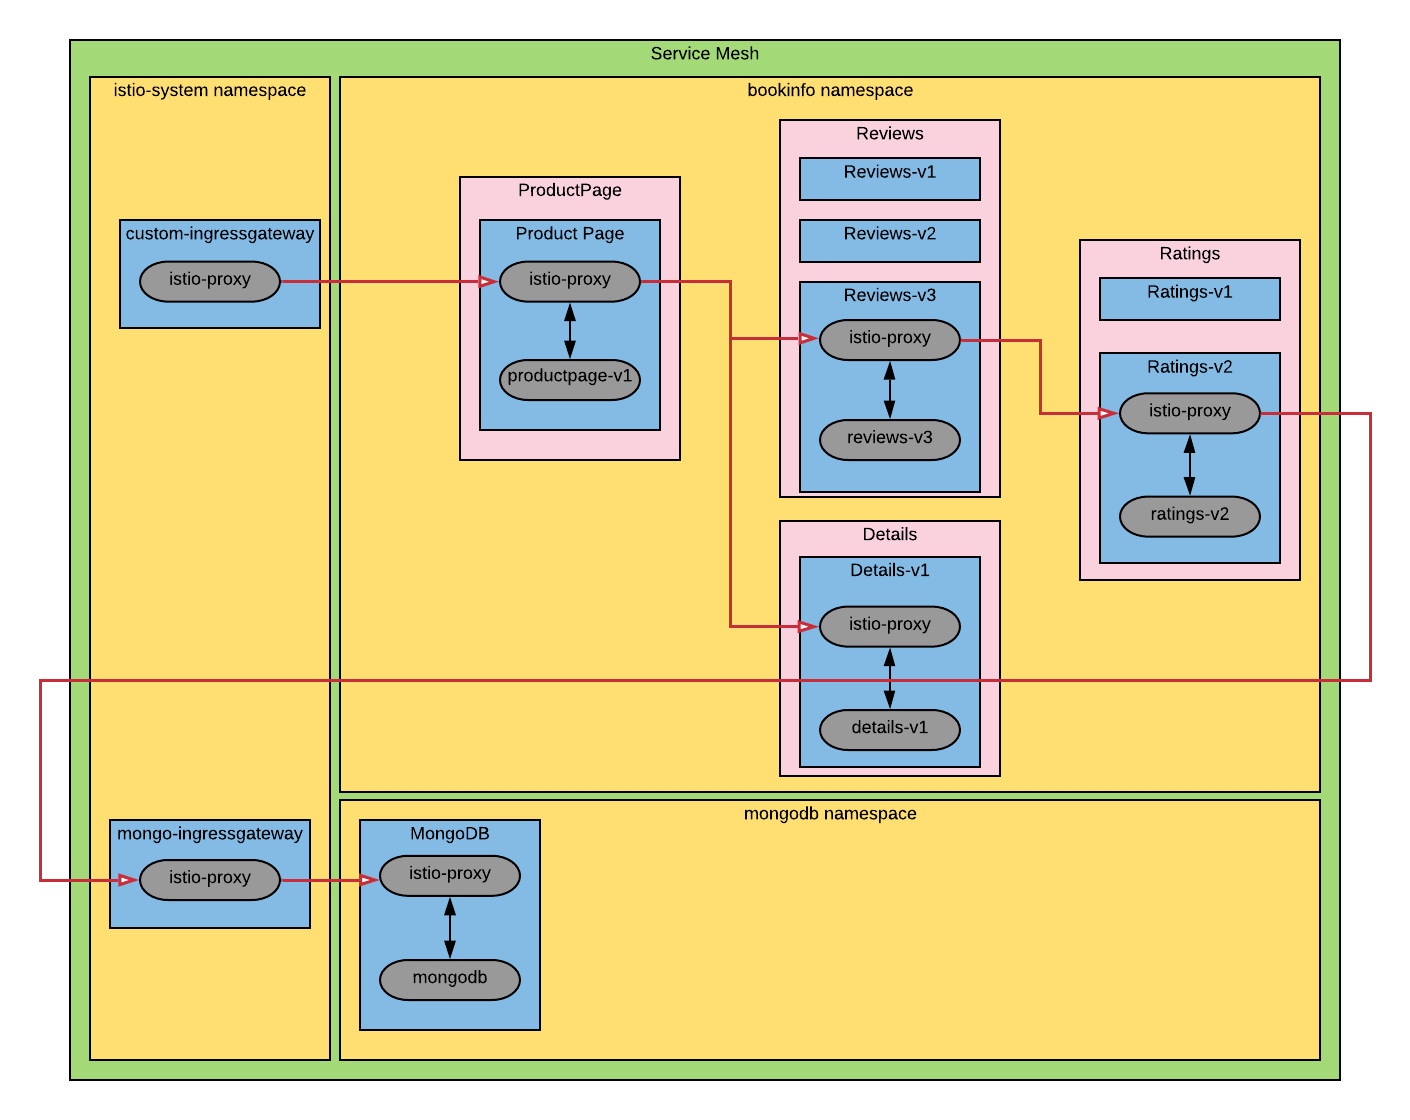 Service Mesh
istio-system namespace
custom-ingressgateway
istio-proxy
mongo-ingressgateway
istio-proxy
bookinfo namespace
ProductPage
Product Page
istio-proxy
productpage-v1
Reviews
Reviews-v1
Reviews-v2
Reviews-v3
istio-proxy
reviews-v3
Details
Details-v1
istio-proxy
details-v1
Ratings
Ratings-v1
Ratings-v2
istio-proxy
ratings-v2
mongodb namespace
MongoDB
istio-proxy
mongodb